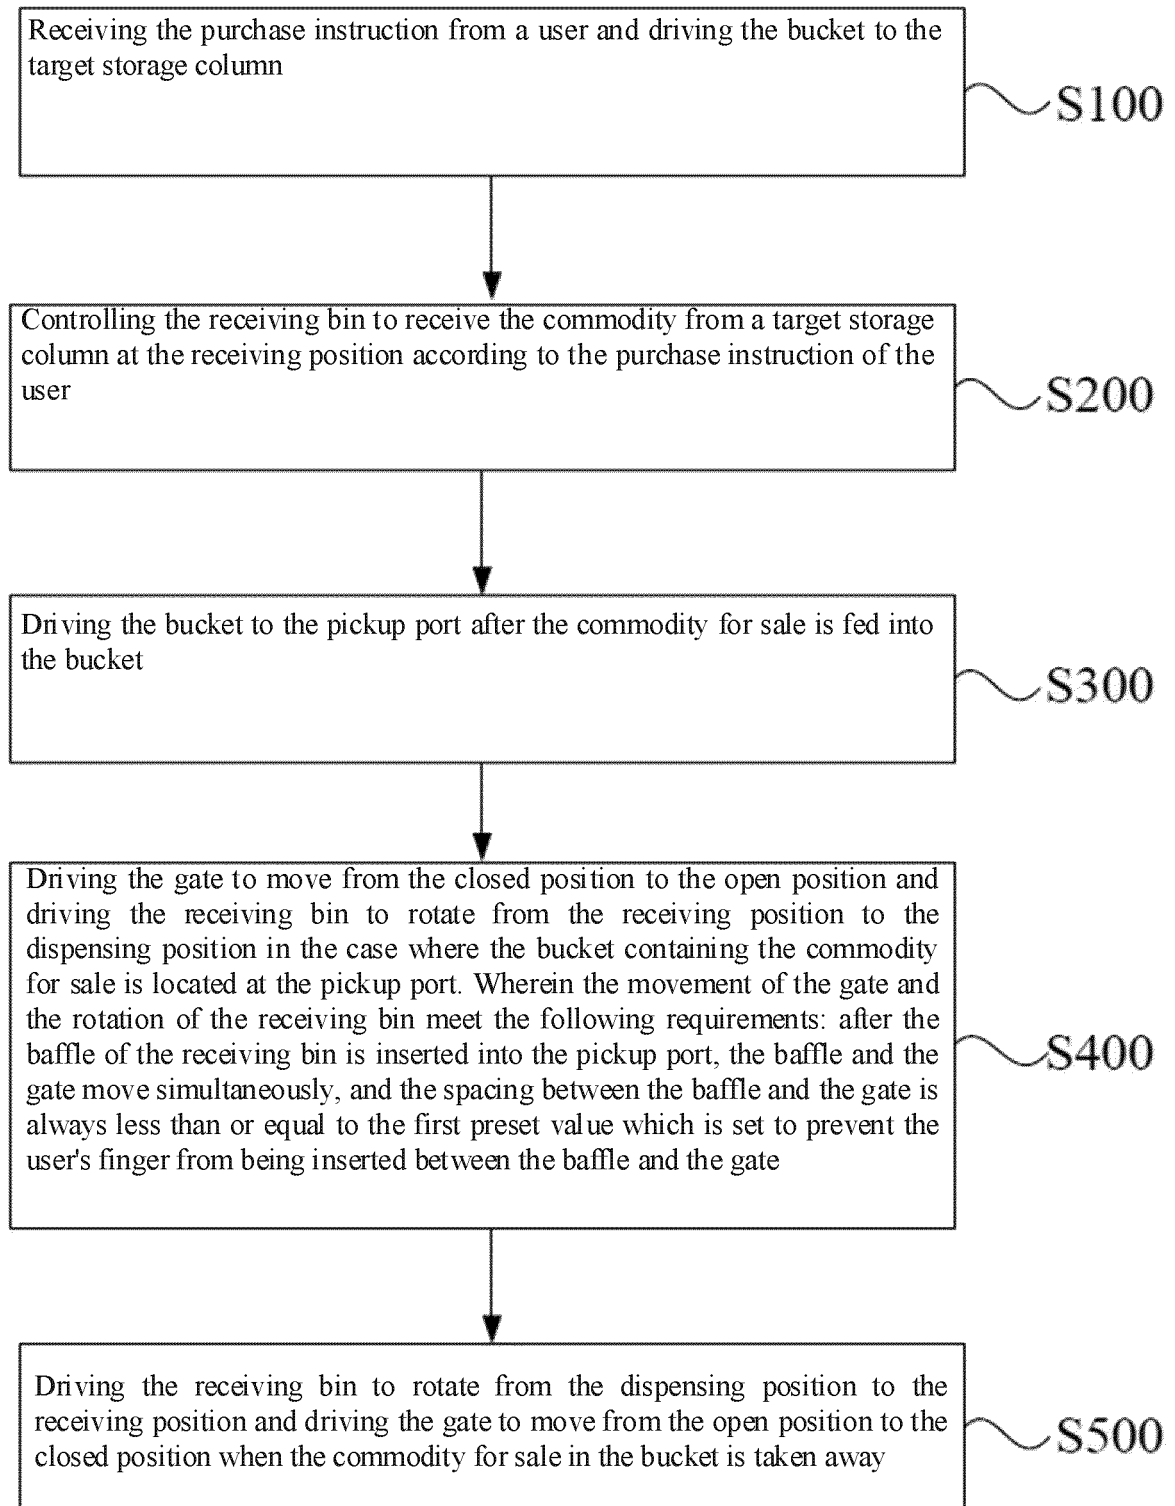 Receiving the purchase instruction from a user and driving the bucket to the
target storage column
S100
Controlling the receiving bin to receive the commodity from a target storage
column at the receiving position according to the purchase instruction of the
user
S200
Driving the bucket to the pickup port after the commodity for sale is fed into
the bucket
S300
Driving the gate to move from the closed position to the open position and
driving the receiving bin to rotate from the receiving position to the
dispensing position in the case where the bucket containing the commodity
for sale is located at the pickup port. Wherein the movement of the gate and
the rotation of the receiving bin meet the following requirements: after the
baffle of the receiving bin is inserted into the pickup port, the baffle and the
gate move simultaneously, and the spacing between the baffle and the gate is
always less than or equal to the first preset value which is set to prevent the
user's finger from being inserted between the baffle and the gate
S400
Driving the receiving bin to rotate from the dispensing position to the
receiving position and driving the gate to move from the open position to the
closed position when the commodity for sale in the bucket is taken away
S500